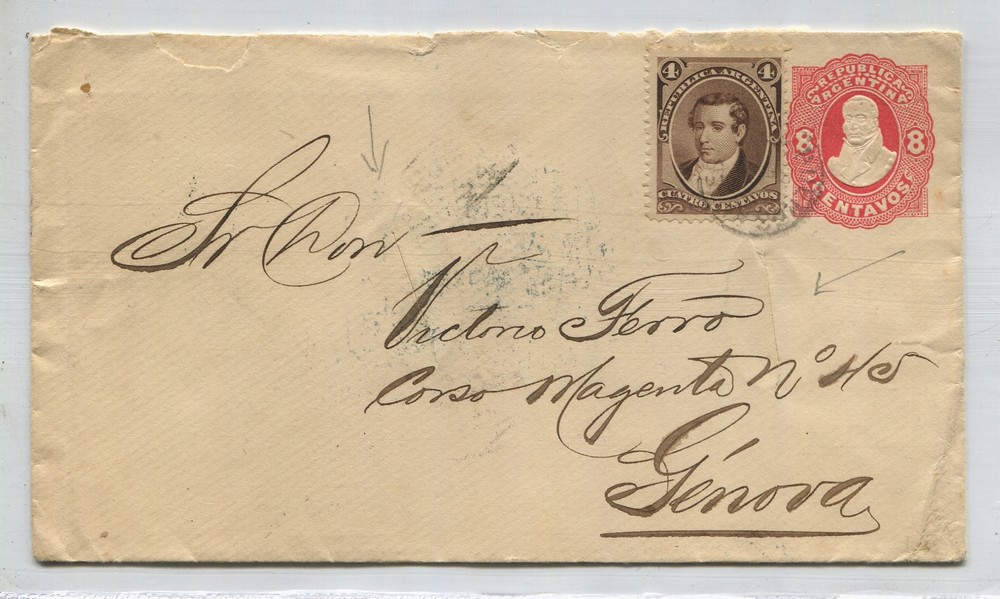 4 4
REPUBLICA ARGENTINA
CUATRO CENTAVOS
REPUBLICA
ARGENTINA
8 8
CENTAVOS
Sr Don
Victorio Ferro
Corso Magenta Nº 45
Génova